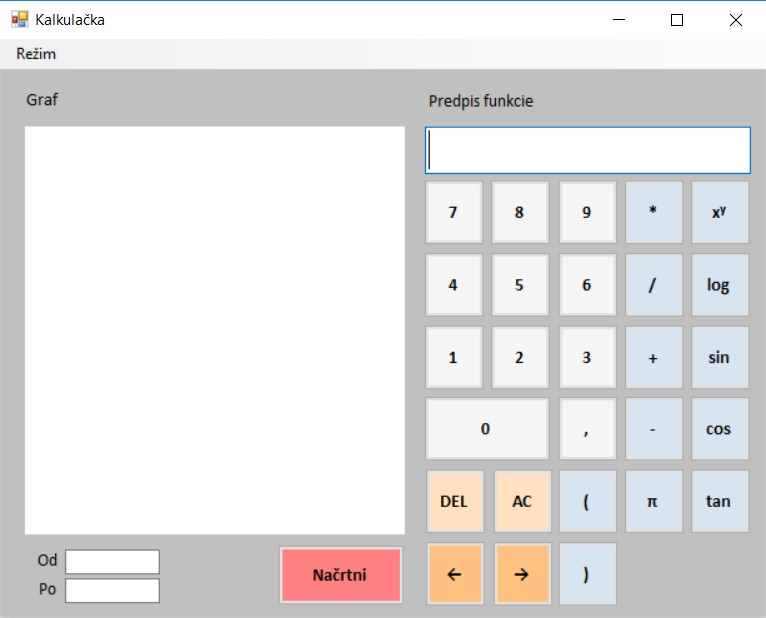 Kalkulačka
Režim
Graf
Predpis funkcie
7 8 9 * xʸ
4 5 6 / log
1 2 3 + sin
0 , - cos
DEL AC ( π tan
← → )
Od
Po
Načrtni